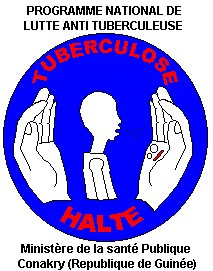 PROGRAMME NATIONAL DE
LUTTE ANTI TUBERCULEUSE
TUBERCULOSE
HALTE
Ministère de la santé Publique
Conakry (Republique de Guinée)